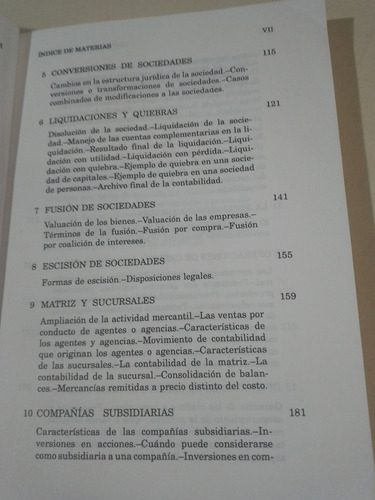 ÍNDICE DE MATERIAS VII
5 CONVERSIONES DE SOCIEDADES 115
Cambios en la estructura jurídica de la sociedad.–Con-
versiones o transformaciones de sociedades.–Casos
combinados de modificaciones a las sociedades.
6 LIQUIDACIONES Y QUIEBRAS 121
Disolución de la sociedad.–Liquidación de la socie-
dad.–Manejo de las cuentas complementarias en la li-
quidación.–Resultado final de la liquidación.–Liqui-
dación con utilidad.–Liquidación con pérdida.–Liqui-
dación con quiebra.–Ejemplo de quiebra en una socie-
dad de capitales.–Ejemplo de quiebra en una sociedad
de personas.–Archivo final de la contabilidad.
7 FUSIÓN DE SOCIEDADES 141
Valuación de los bienes.–Valuación de las empresas.–
Términos de la fusión.–Fusión por compra.–Fusión
por coalición de intereses.
8 ESCISIÓN DE SOCIEDADES 155
Formas de escisión.–Disposiciones legales.
9 MATRIZ Y SUCURSALES 159
Ampliación de la actividad mercantil.–Las ventas por
conducto de agentes o agencias.–Características de
los agentes y agencias.–Movimiento de contabilidad
que originan los agentes o agencias.–Características
de las sucursales.–La contabilidad de la matriz.–La
contabilidad de la sucursal.–Consolidación de balan-
ces.–Mercancías remitidas a precio distinto del costo.
10 COMPAÑÍAS SUBSIDIARIAS 181
Características de las compañías subsidiarias.–In-
versiones en acciones.–Cuándo puede considerarse
como subsidiaria a una compañía.–Inversiones en com-